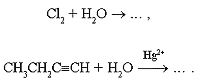 Cl₂ + H₂O → ... ,
CH₃CH₂C≡CH + H₂O —Hg²⁺→ ... .